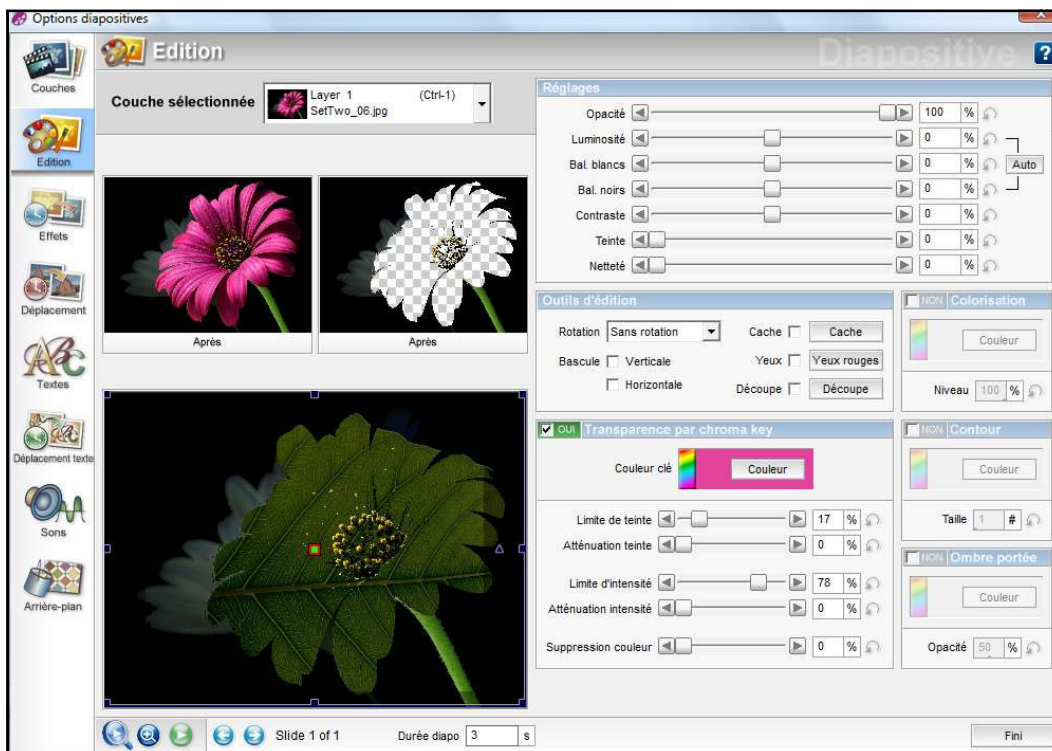 Options diapositives
Couches
Edition
Effets
Déplacement
Textes
Déplacement texte
Sons
Arrière-plan
Edition
Diapositive
?
Couche sélectionnée
Layer 1 (Ctrl-1)
SetTwo_06.jpg
Après
Après
Réglages
Opacité 100 %
Luminosité 0 %
Bal. blancs 0 % Auto
Bal. noirs 0 %
Contraste 0 %
Teinte 0 %
Netteté 0 %
Outils d'édition
Rotation Sans rotation Cache Cache
Bascule Verticale Yeux Yeux rouges
Horizontale Découpe Découpe
NON Colorisation
Couleur
Niveau 100 %
OUI Transparence par chroma key
Couleur clé Couleur
Limite de teinte 17 %
Atténuation teinte 0 %
Limite d'intensité 78 %
Atténuation intensité 0 %
Suppression couleur 0 %
NON Contour
Couleur
Taille 1 #
NON Ombre portée
Couleur
Opacité 50 %
Slide 1 of 1
Durée diapo 3 s
Fini